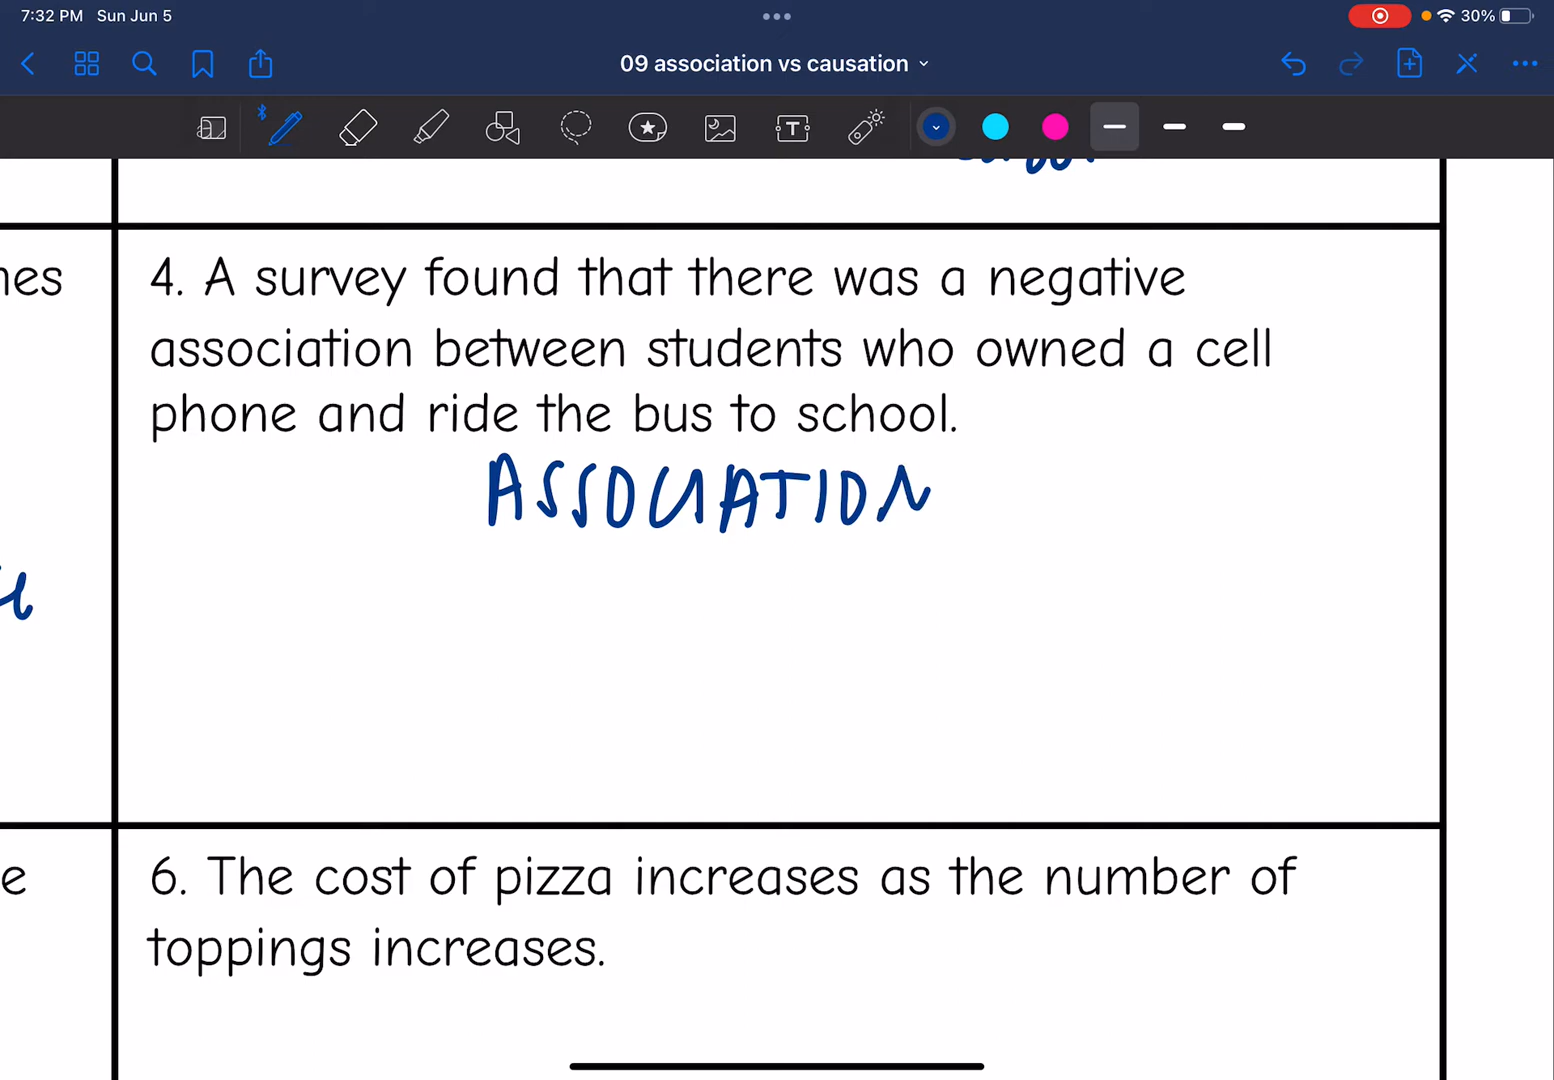 7:32 PM Sun Jun 5
30%
09 association vs causation
T
nes
4. A survey found that there was a negative
association between students who owned a cell
phone and ride the bus to school.
ASSOCIATION
e
6. The cost of pizza increases as the number of
toppings increases.